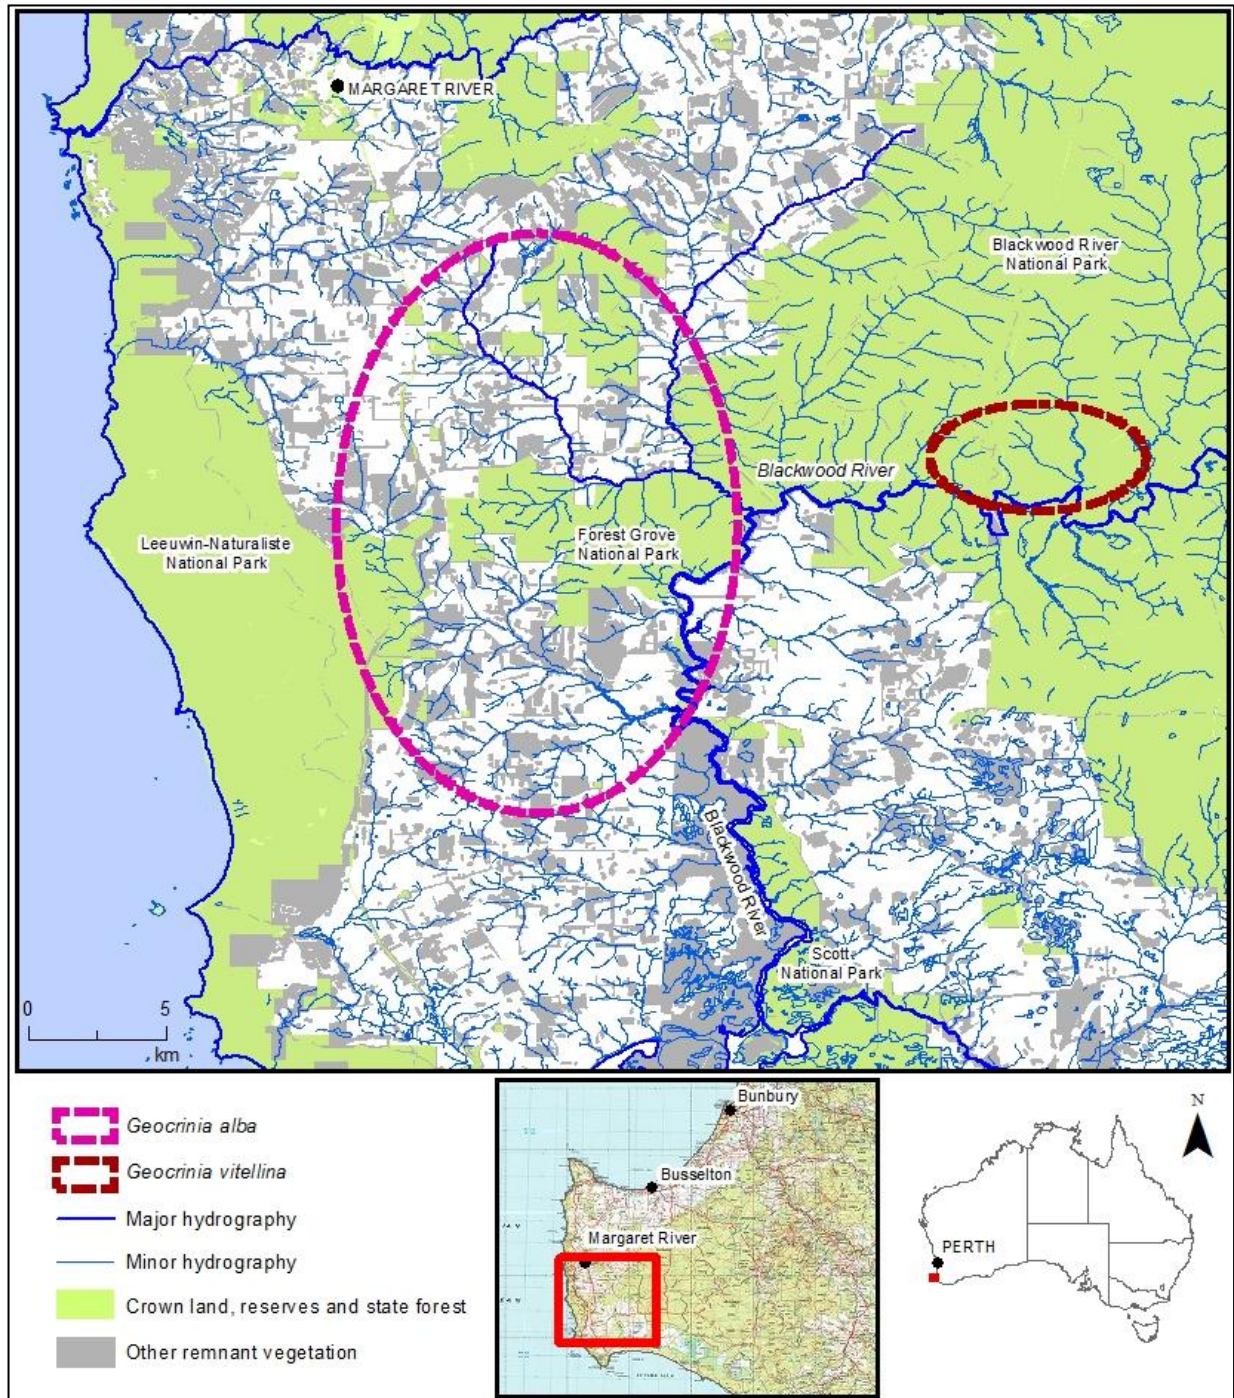 MARGARET RIVER
Blackwood River
National Park
Blackwood River
Leeuwin-Naturaliste
National Park
Forest Grove
National Park
Blackwood River
Scott
National Park
0 5
km
Geocrinia alba
Geocrinia vitellina
Major hydrography
Minor hydrography
Crown land, reserves and state forest
Other remnant vegetation
Bunbury
Busselton
Margaret River
N
PERTH